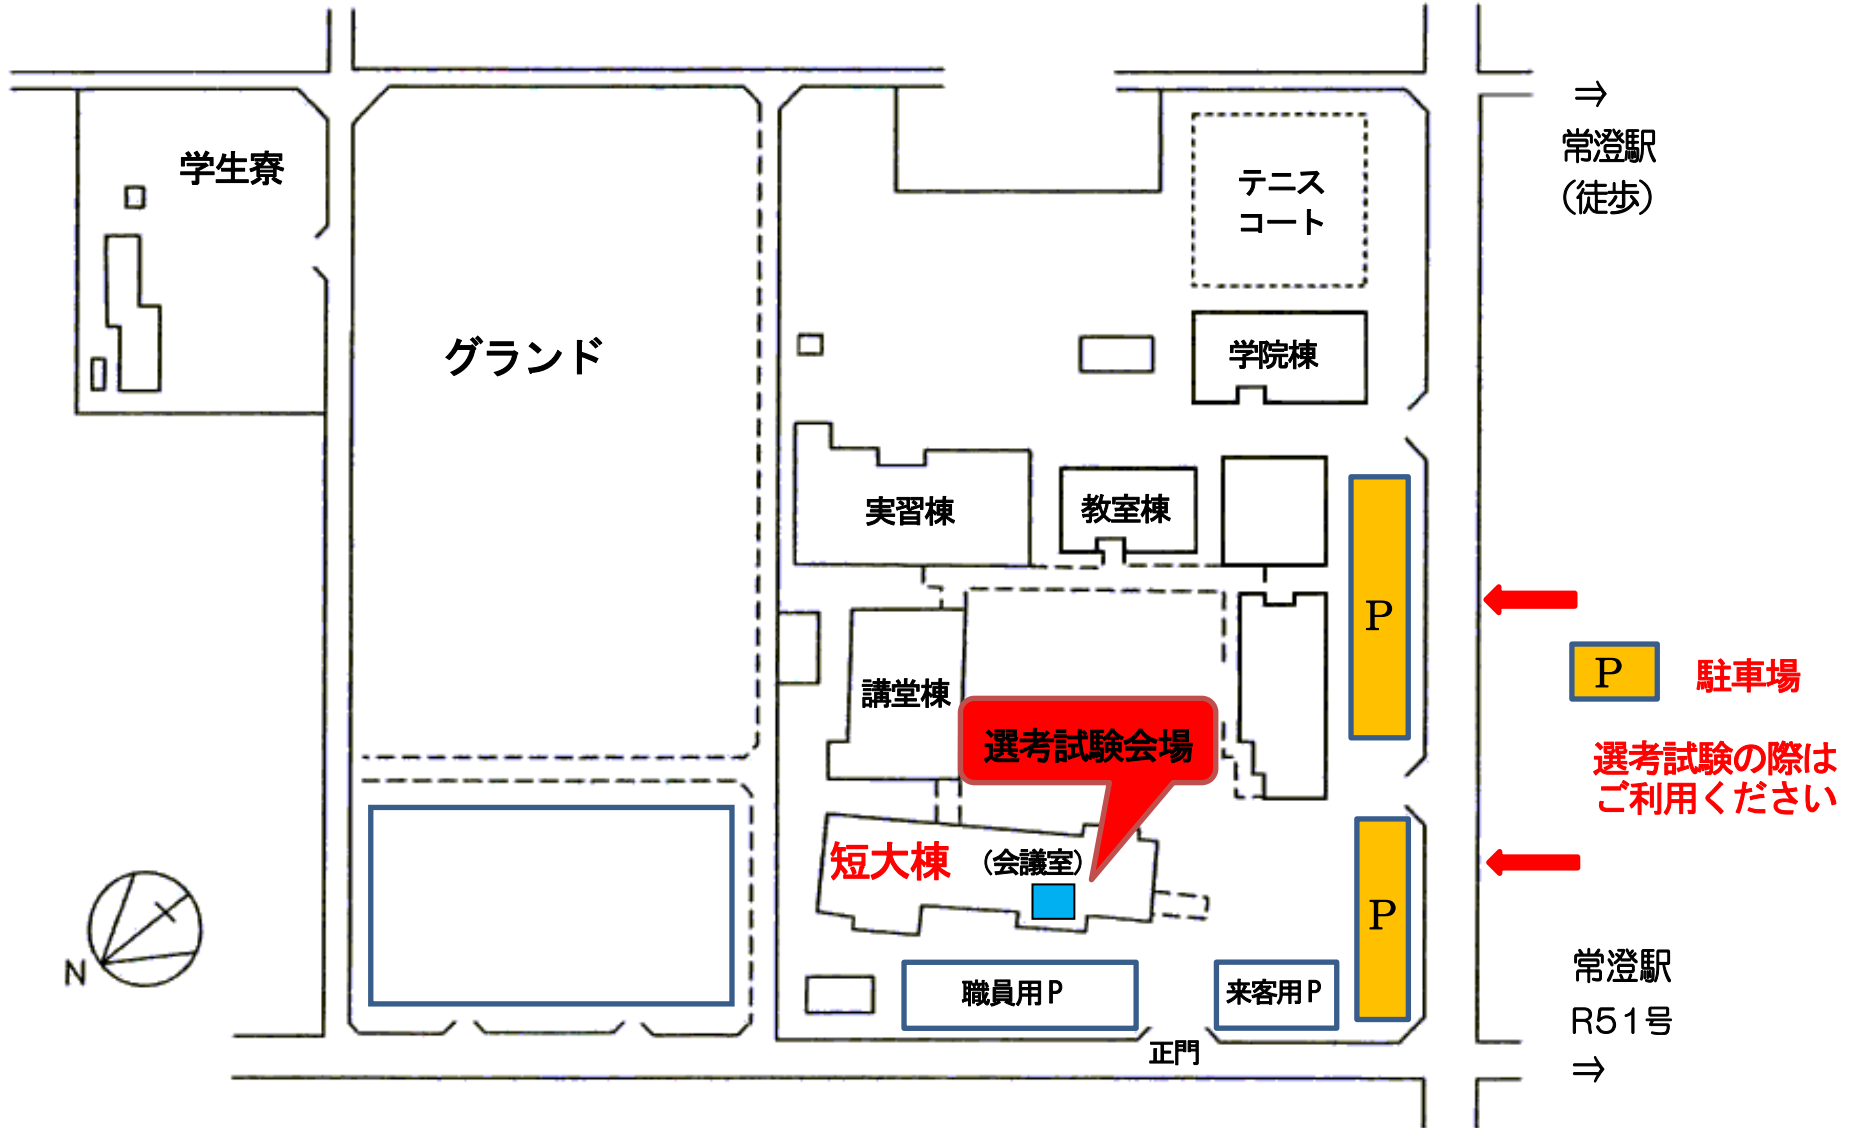 ⇒
常澄駅
(徒歩)
学生寮
テニス
コート
グランド
学院棟
実習棟
教室棟
P
P
駐車場
講堂棟
選考試験会場
選考試験の際は
ご利用ください
短大棟
(会議室)
P
N
職員用P
来客用P
常澄駅
R51号
⇒
正門